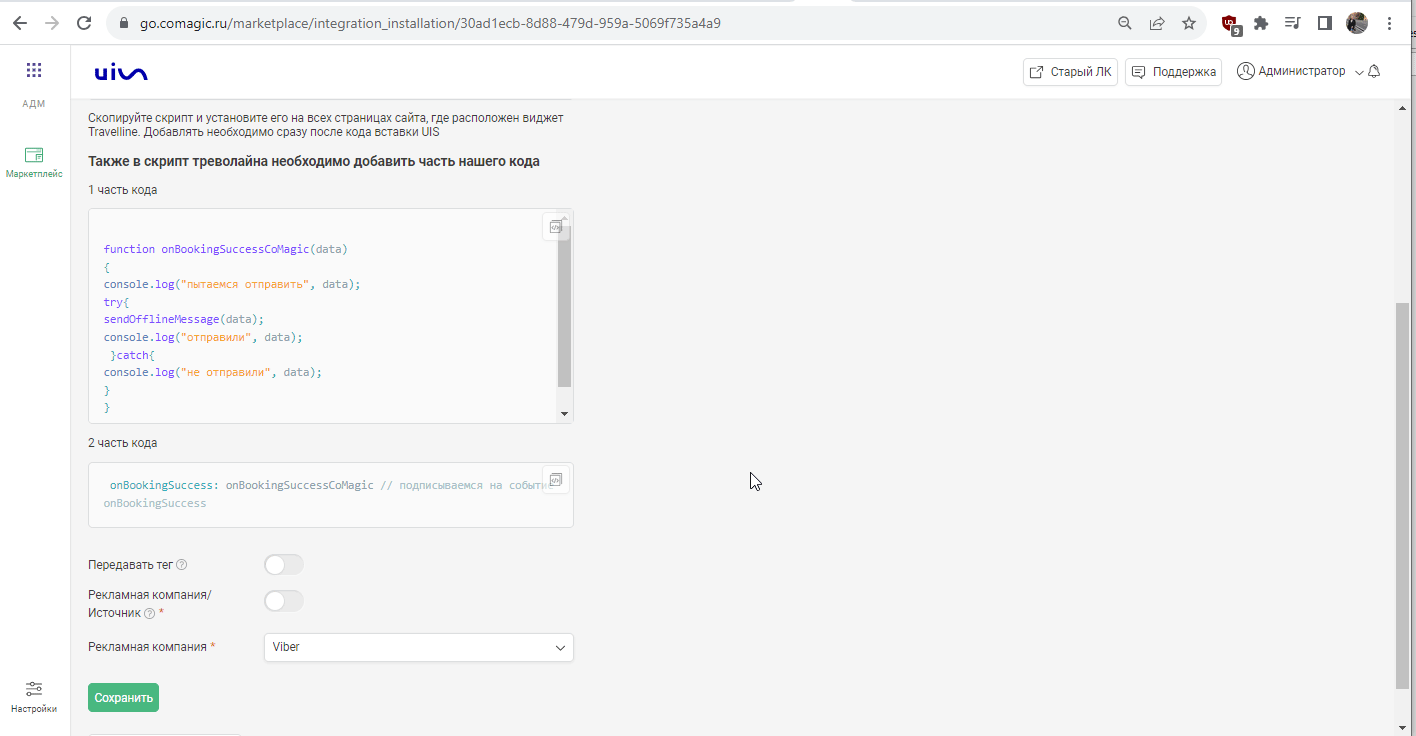 go.comagic.ru/marketplace/integration_installation/30ad1ecb-8d88-479d-959a-5069f735a4a9
9
uis
Старый ЛК
Поддержка
Администратор
АДМ
Маркетплейс
Скопируйте скрипт и установите его на всех страницах сайта, где расположен виджет
Travelline. Добавлять необходимо сразу после кода вставки UIS
Также в скрипт треволайна необходимо добавить часть нашего кода
1 часть кода
function onBookingSuccessCoMagic(data)
{
console.log("пытаемся отправить", data);
try{
sendOfflineMessage(data);
console.log("отправили", data);
}catch{
console.log("не отправили", data);
}
}
2 часть кода
onBookingSuccess: onBookingSuccessCoMagic // подписываемся на событие
onBookingSuccess
Передавать тег ?
Рекламная компания/
Источник ? *
Рекламная компания *
Viber
Сохранить
Настройки